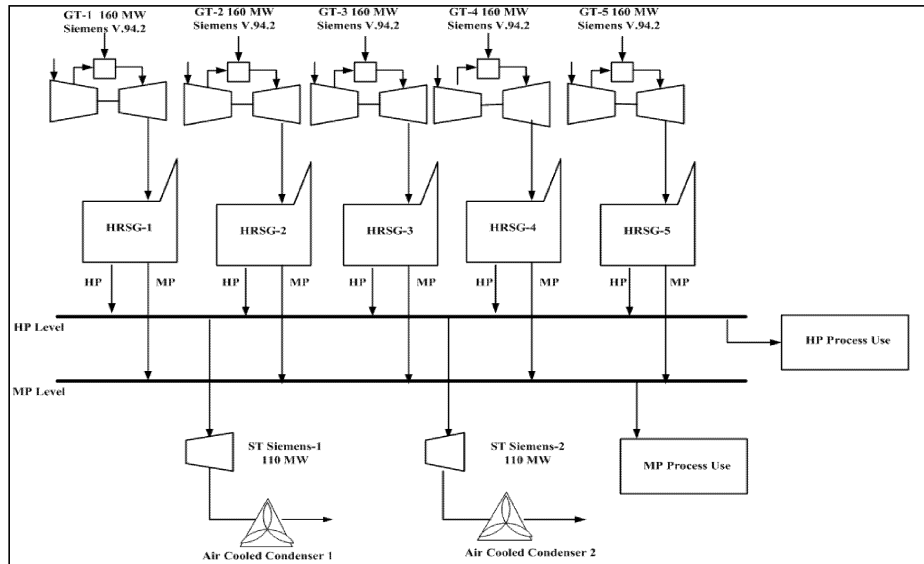 GT-1 160 MW
Siemens V.94.2
GT-2 160 MW
Siemens V.94.2
GT-3 160 MW
Siemens V.94.2
GT-4 160 MW
Siemens V.94.2
GT-5 160 MW
Siemens V.94.2
HRSG-1
HRSG-2
HRSG-3
HRSG-4
HRSG-5
HP
MP
HP
MP
HP
MP
HP
MP
HP
MP
HP Level
HP Process Use
MP Level
ST Siemens-1
110 MW
ST Siemens-2
110 MW
MP Process Use
Air Cooled Condenser 1
Air Cooled Condenser 2